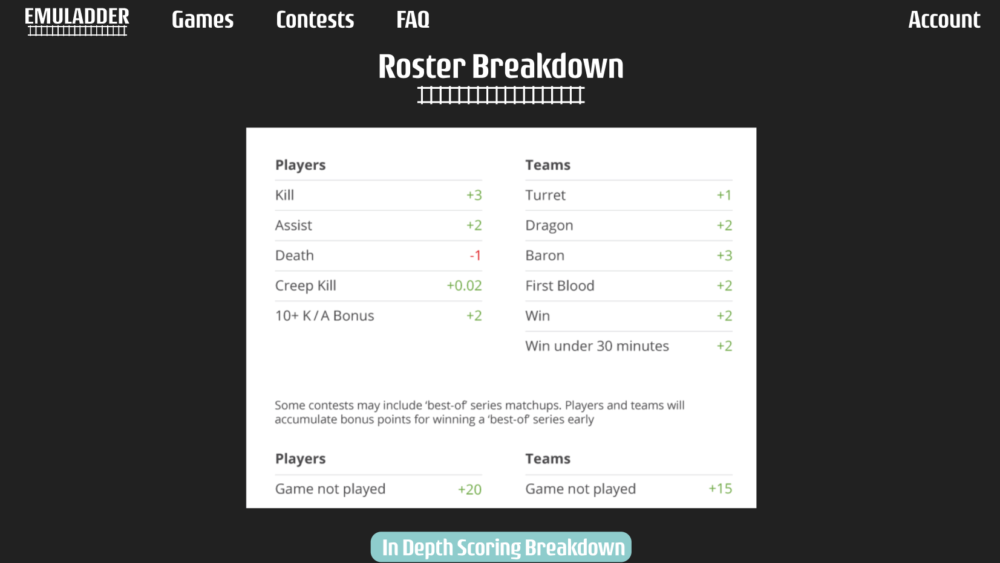 EMULADDER Games Contests FAQ Account
Roster Breakdown
Players
Kill +3
Assist +2
Death -1
Creep Kill +0.02
10+ K / A Bonus +2
Teams
Turret +1
Dragon +2
Baron +3
First Blood +2
Win +2
Win under 30 minutes +2
Some contests may include ‘best-of’ series matchups. Players and teams will
accumulate bonus points for winning a ‘best-of’ series early
Players
Game not played +20
Teams
Game not played +15
In Depth Scoring Breakdown